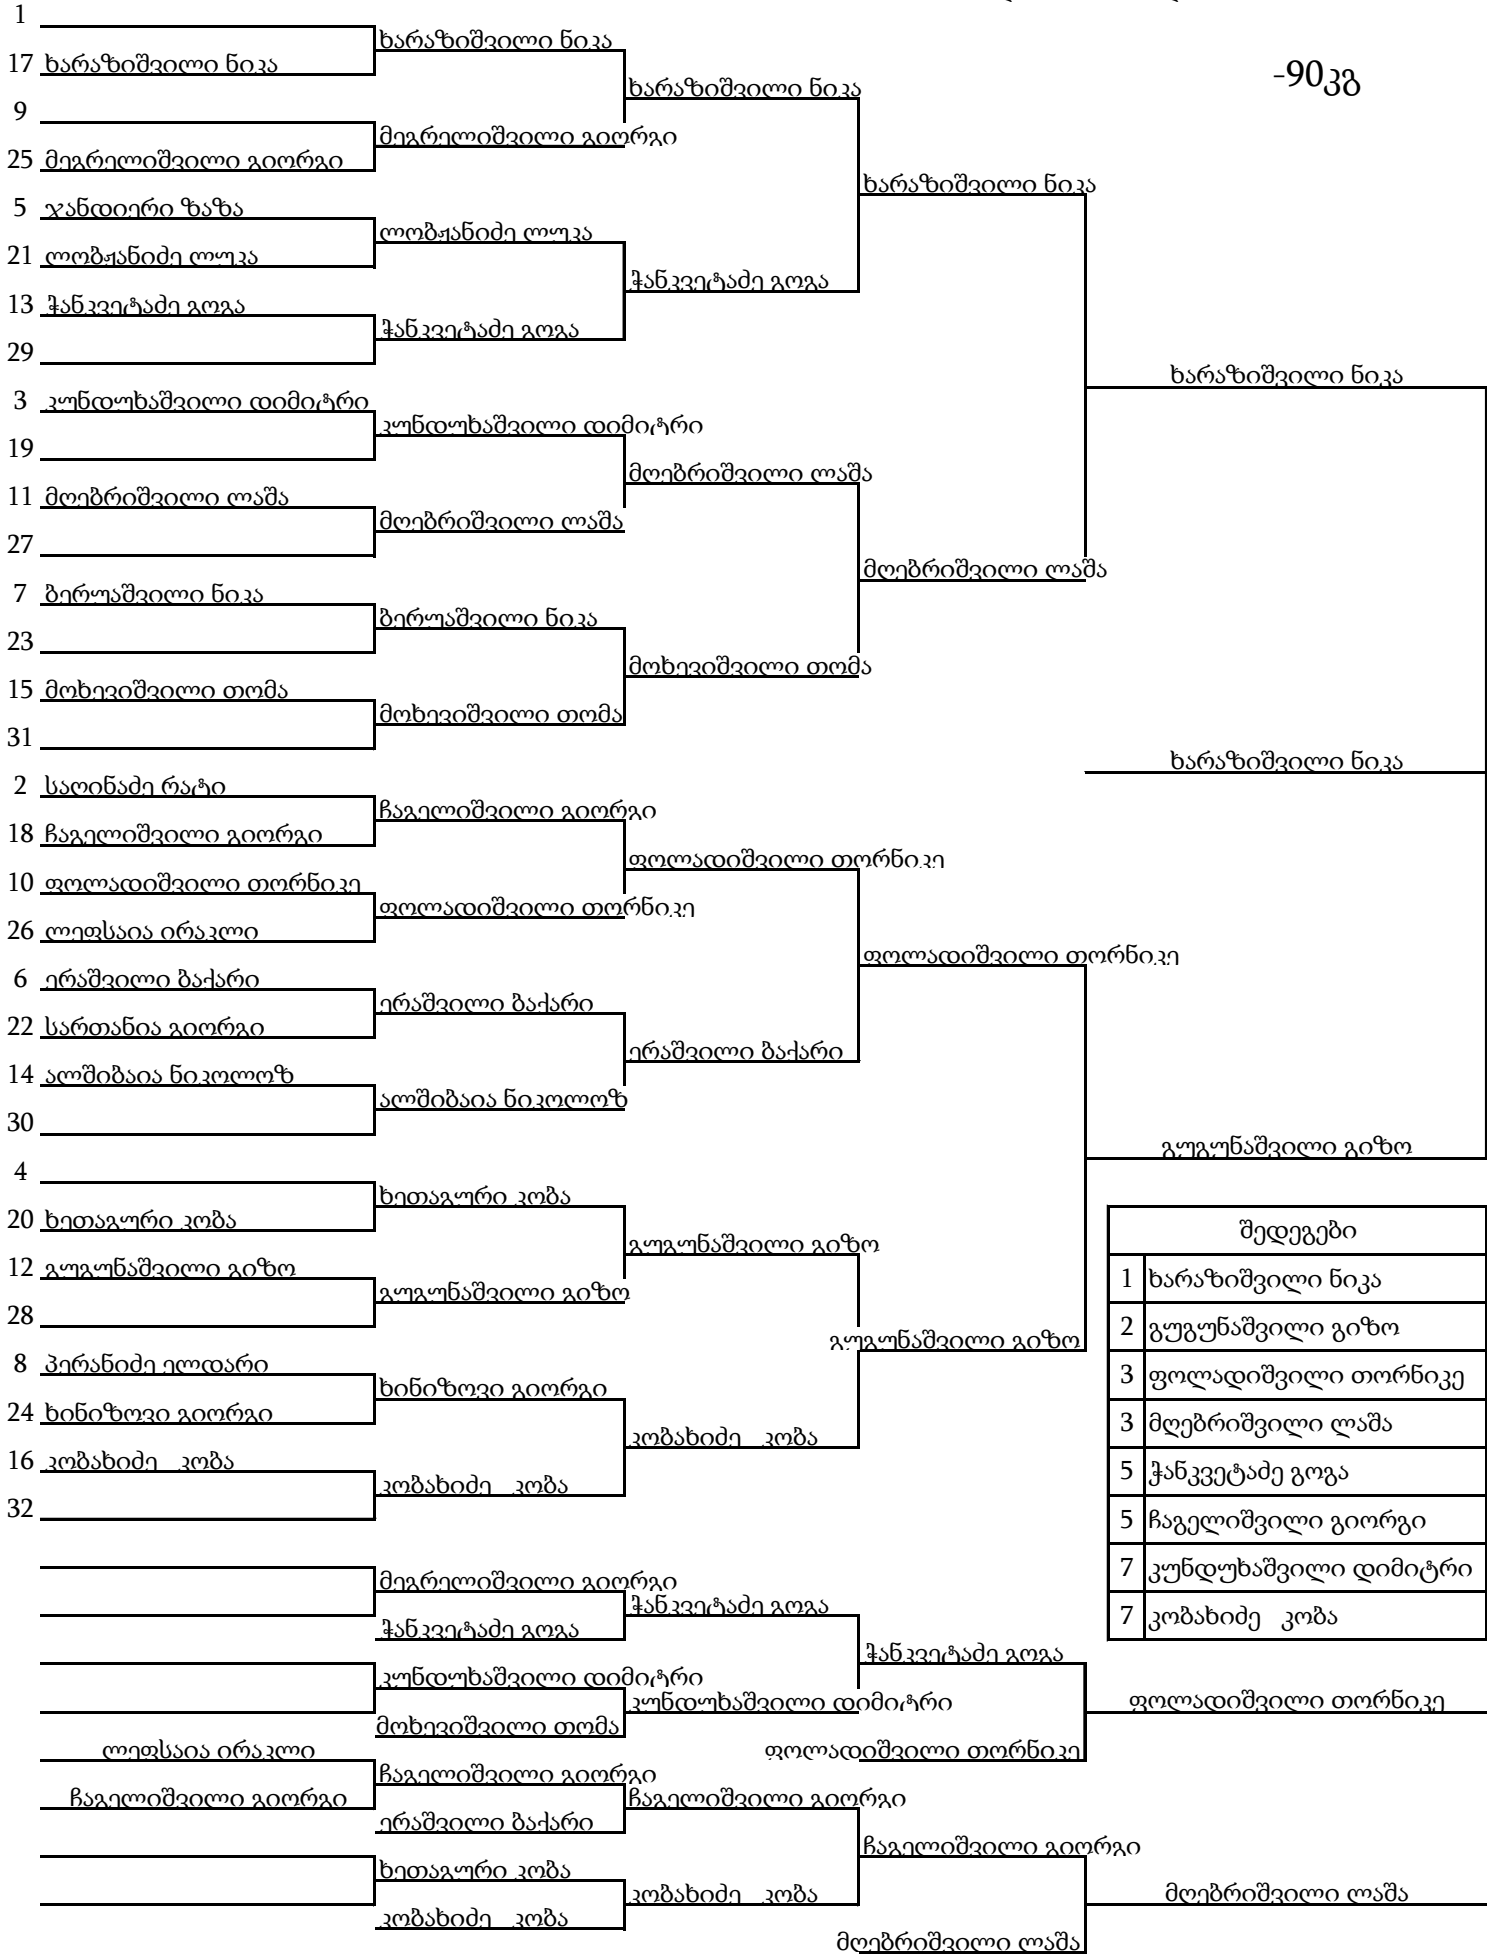 -90კგ
1
17 ხარაზიშვილი ნიკა
9
25 მეგრელიშვილი გიორგი
5 ჯანდიერი ზაზა
21 ლობჟანიძე ლუკა
13 ჭანკვეტაძე გოგა
29
3 კუნდუხაშვილი დიმიტრი
19
11 მღებრიშვილი ლაშა
27
7 ბერუაშვილი ნიკა
23
15 მოხევიშვილი თომა
31
2 საღინაძე რატი
18 ჩაგელიშვილი გიორგი
10 ფოლადიშვილი თორნიკე
26 ლეფსაია ირაკლი
6 ერაშვილი ბაქარი
22 სართანია გიორგი
14 ალშიბაია ნიკოლოზ
30
4
20 ხეთაგური კობა
12 გუგუნაშვილი გიზო
28
8 პერანიძე ელდარი
24 ხინიზოვი გიორგი
16 კობახიძე კობა
32
ხარაზიშვილი ნიკა
მეგრელიშვილი გიორგი
ლობჟანიძე ლუკა
ჭანკვეტაძე გოგა
კუნდუხაშვილი დიმიტრი
მღებრიშვილი ლაშა
ბერუაშვილი ნიკა
მოხევიშვილი თომა
ჩაგელიშვილი გიორგი
ფოლადიშვილი თორნიკე
ერაშვილი ბაქარი
ალშიბაია ნიკოლოზ
ხეთაგური კობა
გუგუნაშვილი გიზო
ხინიზოვი გიორგი
კობახიძე კობა
ხარაზიშვილი ნიკა
ჭანკვეტაძე გოგა
მღებრიშვილი ლაშა
მოხევიშვილი თომა
ფოლადიშვილი თორნიკე
ერაშვილი ბაქარი
გუგუნაშვილი გიზო
კობახიძე კობა
ხარაზიშვილი ნიკა
მღებრიშვილი ლაშა
ფოლადიშვილი თორნიკე
გუგუნაშვილი გიზო
ხარაზიშვილი ნიკა
ხარაზიშვილი ნიკა
გუგუნაშვილი გიზო
შედეგები
1 ხარაზიშვილი ნიკა
2 გუგუნაშვილი გიზო
3 ფოლადიშვილი თორნიკე
3 მღებრიშვილი ლაშა
5 ჭანკვეტაძე გოგა
5 ჩაგელიშვილი გიორგი
7 კუნდუხაშვილი დიმიტრი
7 კობახიძე კობა
ლეფსაია ირაკლი
ჩაგელიშვილი გიორგი
მეგრელიშვილი გიორგი
ჭანკვეტაძე გოგა
კუნდუხაშვილი დიმიტრი
მოხევიშვილი თომა
ჩაგელიშვილი გიორგი
ერაშვილი ბაქარი
ხეთაგური კობა
კობახიძე კობა
ჭანკვეტაძე გოგა
კუნდუხაშვილი დიმიტრი
ჩაგელიშვილი გიორგი
კობახიძე კობა
ჭანკვეტაძე გოგა
ფოლადიშვილი თორნიკე
ჩაგელიშვილი გიორგი
მღებრიშვილი ლაშა
ფოლადიშვილი თორნიკე
მღებრიშვილი ლაშა